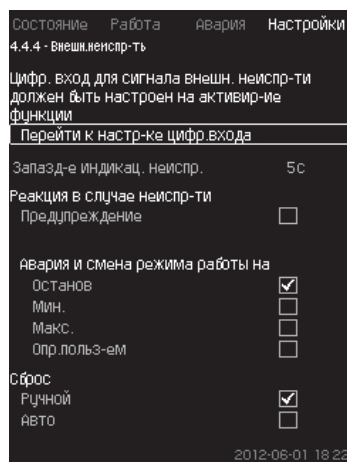 Состояние Работа Авария Настройки
4.4.4 - Внешн.неиспр-ть
Цифр. вход для сигнала внешн. неиспр-ти
должен быть настроен на активир-ие
функции
Перейти к настр-ке цифр.входа
Запазд-е индикац. неиспр. 5с
Реакция в случае неиспр-ти
Предупреждение
Авария и смена режима работы на
Останов
Мин.
Макс.
Опр.польз-ем
Сброс
Ручной
Авто
2012-06-01 18:22